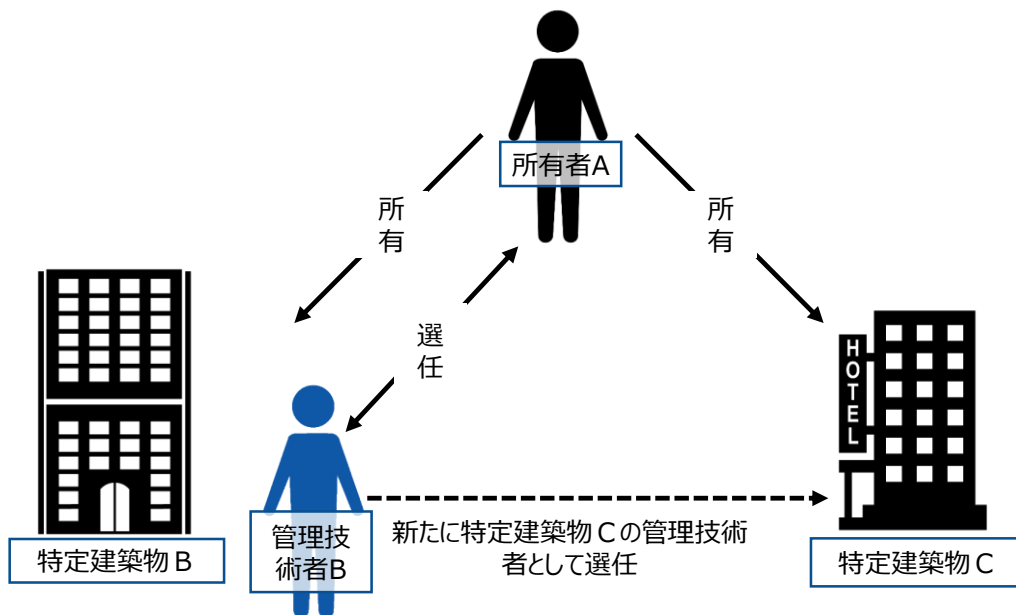 所有者A
所
有
所
有
選
任
HOTEL
管理技
術者B
新たに特定建築物Cの管理技術
者として選任
特定建築物B
特定建築物C